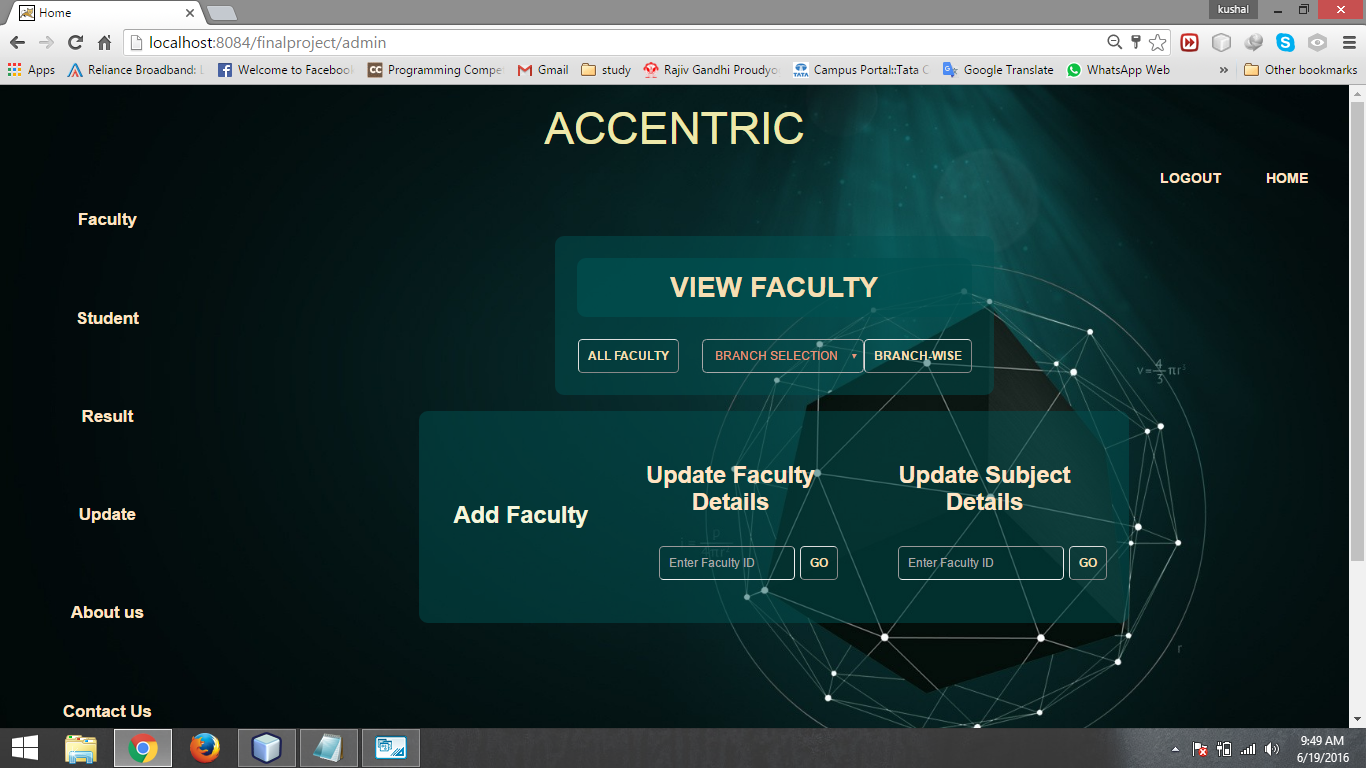 Home
kushal
localhost:8084/finalproject/admin
Apps
Reliance Broadband:
Welcome to Facebook
Programming Compe
Gmail
study
Rajiv Gandhi Proudyo
Campus Portal::Tata C
Google Translate
WhatsApp Web
»
Other bookmarks
ACCENTRIC
LOGOUT
HOME
Faculty
Student
Result
Update
About us
Contact Us
VIEW FACULTY
ALL FACULTY
BRANCH SELECTION
BRANCH-WISE
Add Faculty
Update Faculty
Details
Enter Faculty ID
GO
Update Subject
Details
Enter Faculty ID
GO
r
9:49 AM
6/19/2016